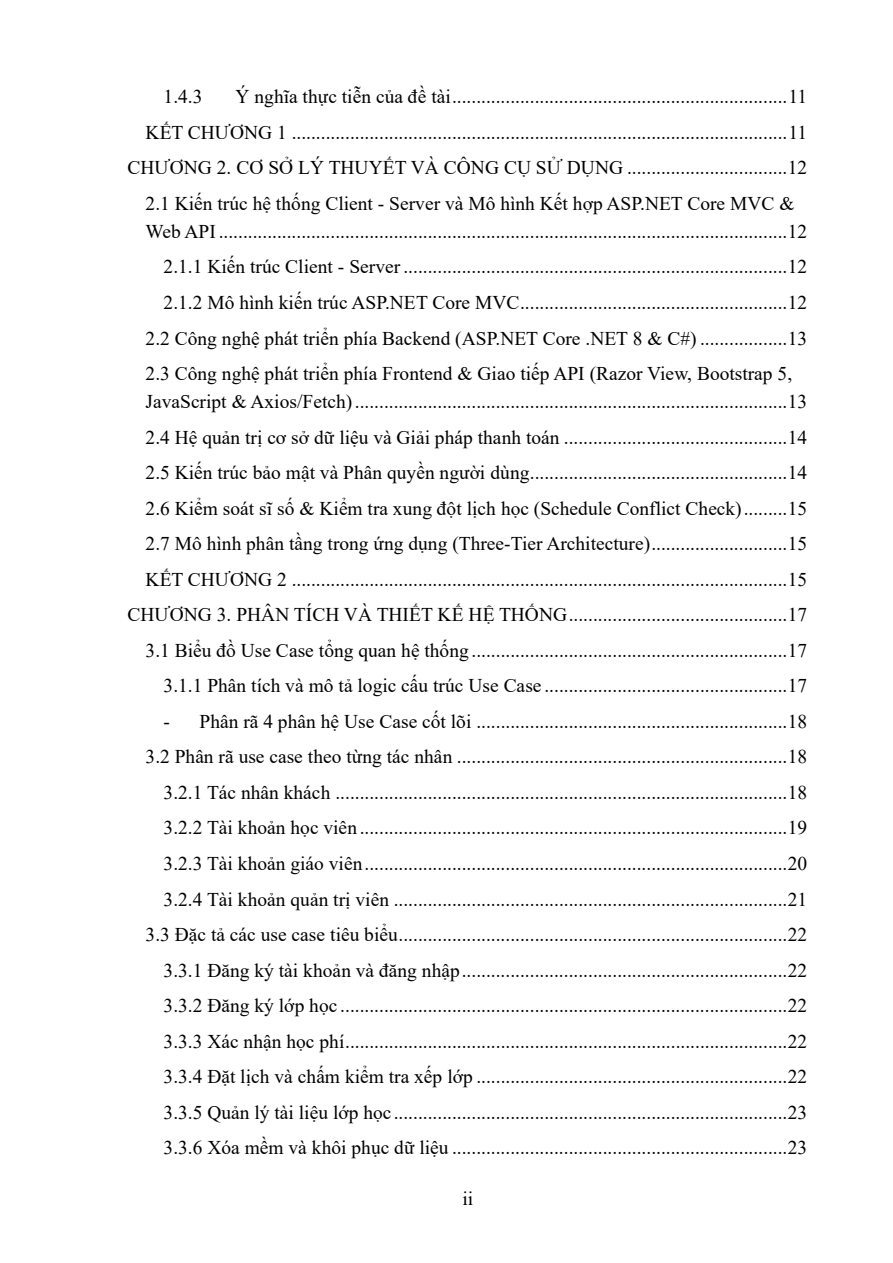 1.4.3 Ý nghĩa thực tiễn của đề tài......................................................................11
KẾT CHƯƠNG 1 ......................................................................................................11
CHƯƠNG 2. CƠ SỞ LÝ THUYẾT VÀ CÔNG CỤ SỬ DỤNG .................................12
2.1 Kiến trúc hệ thống Client - Server và Mô hình Kết hợp ASP.NET Core MVC &
Web API .....................................................................................................................12
2.1.1 Kiến trúc Client - Server ...............................................................................12
2.1.2 Mô hình kiến trúc ASP.NET Core MVC.......................................................12
2.2 Công nghệ phát triển phía Backend (ASP.NET Core .NET 8 & C#) ..................13
2.3 Công nghệ phát triển phía Frontend & Giao tiếp API (Razor View, Bootstrap 5,
JavaScript & Axios/Fetch) .........................................................................................13
2.4 Hệ quản trị cơ sở dữ liệu và Giải pháp thanh toán ..............................................14
2.5 Kiến trúc bảo mật và Phân quyền người dùng.....................................................14
2.6 Kiểm soát sĩ số & Kiểm tra xung đột lịch học (Schedule Conflict Check).........15
2.7 Mô hình phân tầng trong ứng dụng (Three-Tier Architecture)............................15
KẾT CHƯƠNG 2 ......................................................................................................15
CHƯƠNG 3. PHÂN TÍCH VÀ THIẾT KẾ HỆ THỐNG.............................................17
3.1 Biểu đồ Use Case tổng quan hệ thống .................................................................17
3.1.1 Phân tích và mô tả logic cấu trúc Use Case ..................................................17
- Phân rã 4 phân hệ Use Case cốt lõi ................................................................18
3.2 Phân rã use case theo từng tác nhân ....................................................................18
3.2.1 Tác nhân khách .............................................................................................18
3.2.2 Tài khoản học viên ........................................................................................19
3.2.3 Tài khoản giáo viên.......................................................................................20
3.2.4 Tài khoản quản trị viên .................................................................................21
3.3 Đặc tả các use case tiêu biểu................................................................................22
3.3.1 Đăng ký tài khoản và đăng nhập...................................................................22
3.3.2 Đăng ký lớp học ............................................................................................22
3.3.3 Xác nhận học phí...........................................................................................22
3.3.4 Đặt lịch và chấm kiểm tra xếp lớp ................................................................22
3.3.5 Quản lý tài liệu lớp học .................................................................................23
3.3.6 Xóa mềm và khôi phục dữ liệu .....................................................................23
ii